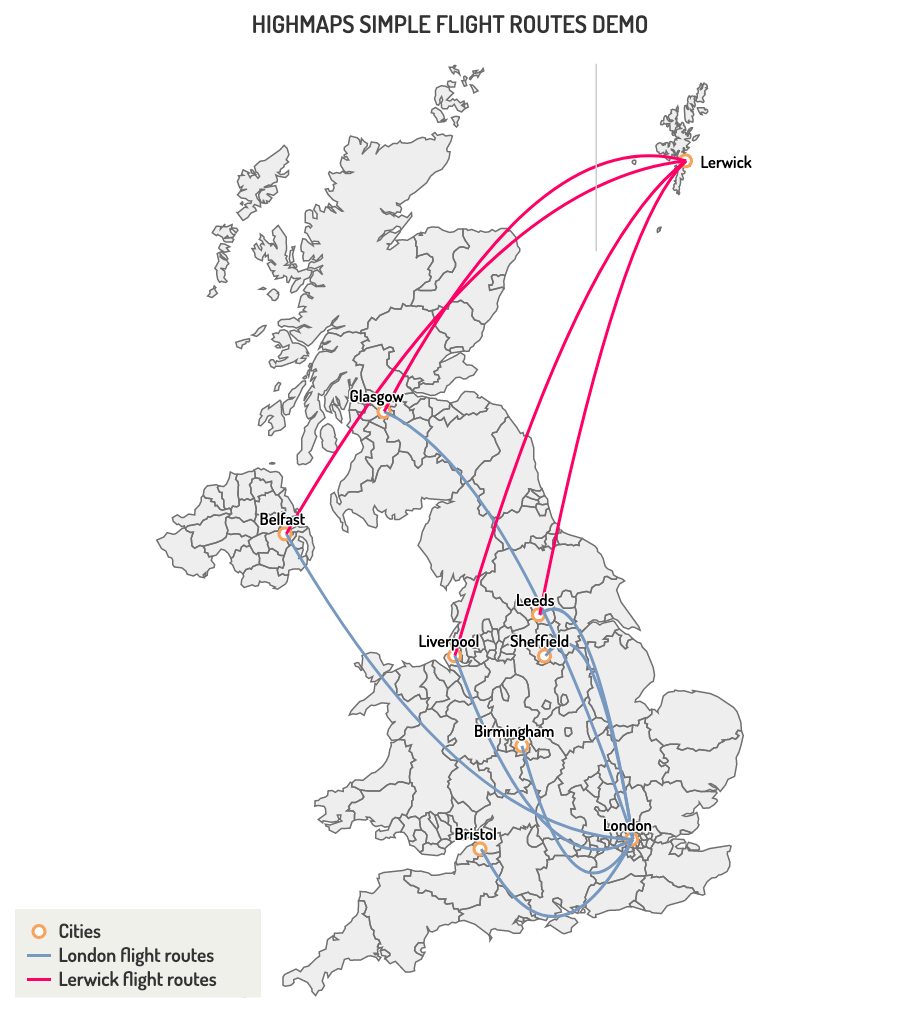 HIGHMAPS SIMPLE FLIGHT ROUTES DEMO
Lerwick
Glasgow
Belfast
Leeds
Liverpool
Sheffield
Birmingham
London
Bristol
Cities
London flight routes
Lerwick flight routes